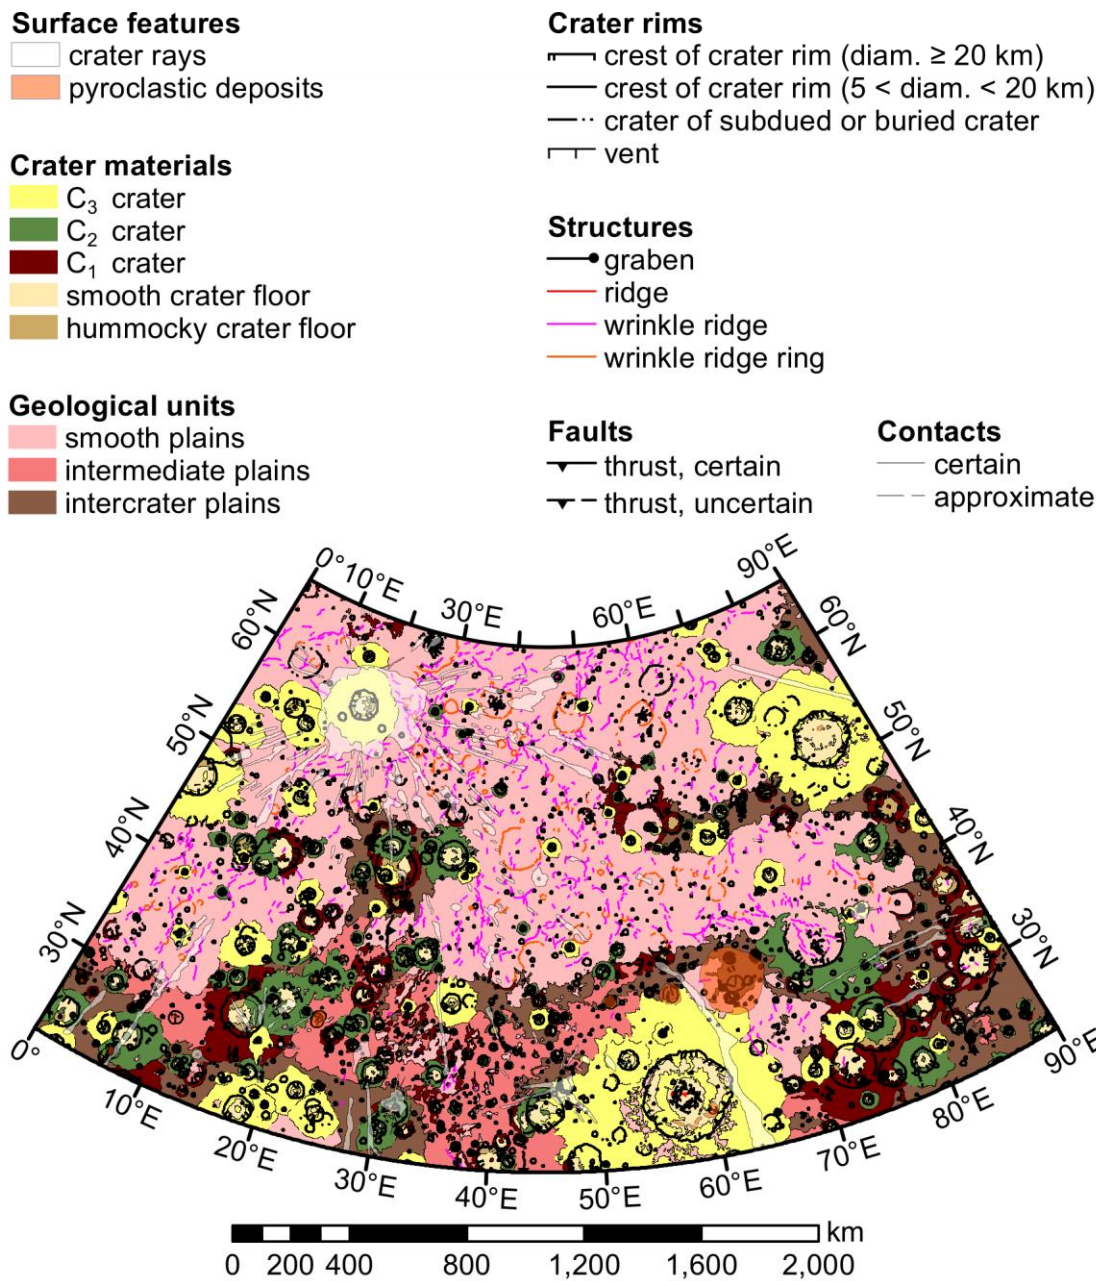 Surface features
crater rays
pyroclastic deposits
Crater materials
C₃ crater
C₂ crater
C₁ crater
smooth crater floor
hummocky crater floor
Geological units
smooth plains
intermediate plains
intercrater plains
Crater rims
crest of crater rim (diam. ≥ 20 km)
crest of crater rim (5 < diam. < 20 km)
crater of subdued or buried crater
vent
Structures
graben
ridge
wrinkle ridge
wrinkle ridge ring
Faults
thrust, certain
thrust, uncertain
Contacts
certain
approximate
0° 10°E 30°E 60°E 90°E
60°N 60°N
50°N 50°N
40°N 40°N
30°N 30°N
0° 10°E 20°E 30°E 40°E 50°E 60°E 70°E 80°E 90°E
km
0 200 400 800 1,200 1,600 2,000